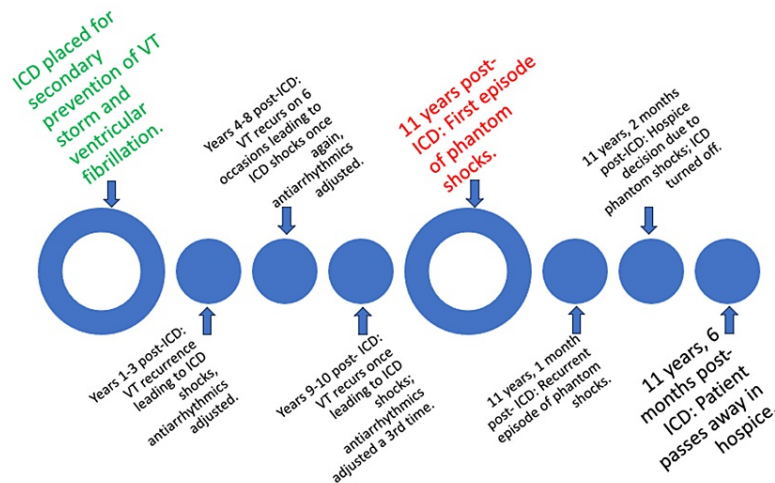 ICD placed for
secondary
prevention of VT
storm and
ventricular
fibrillation.
Years 1-3 post-ICD:
VT recurrence
leading to ICD
shocks,
antiarrhythmics
adjusted.
Years 4-8 post-ICD:
VT recurs on 6
occasions leading to
ICD shocks once
again,
antiarrhythmics
adjusted.
Years 9-10 post- ICD:
VT recurs once
leading to ICD
shocks;
antiarrhythmics
adjusted a 3rd time.
11 years post-
ICD: First episode
of phantom
shocks.
11 years, 1 month
post- ICD: Recurrent
episode of phantom
shocks.
11 years, 2 months
post-ICD: Hospice
decision due to
phantom shocks; ICD
turned off.
11 years, 6
months post-
ICD: Patient
passes away in
hospice.